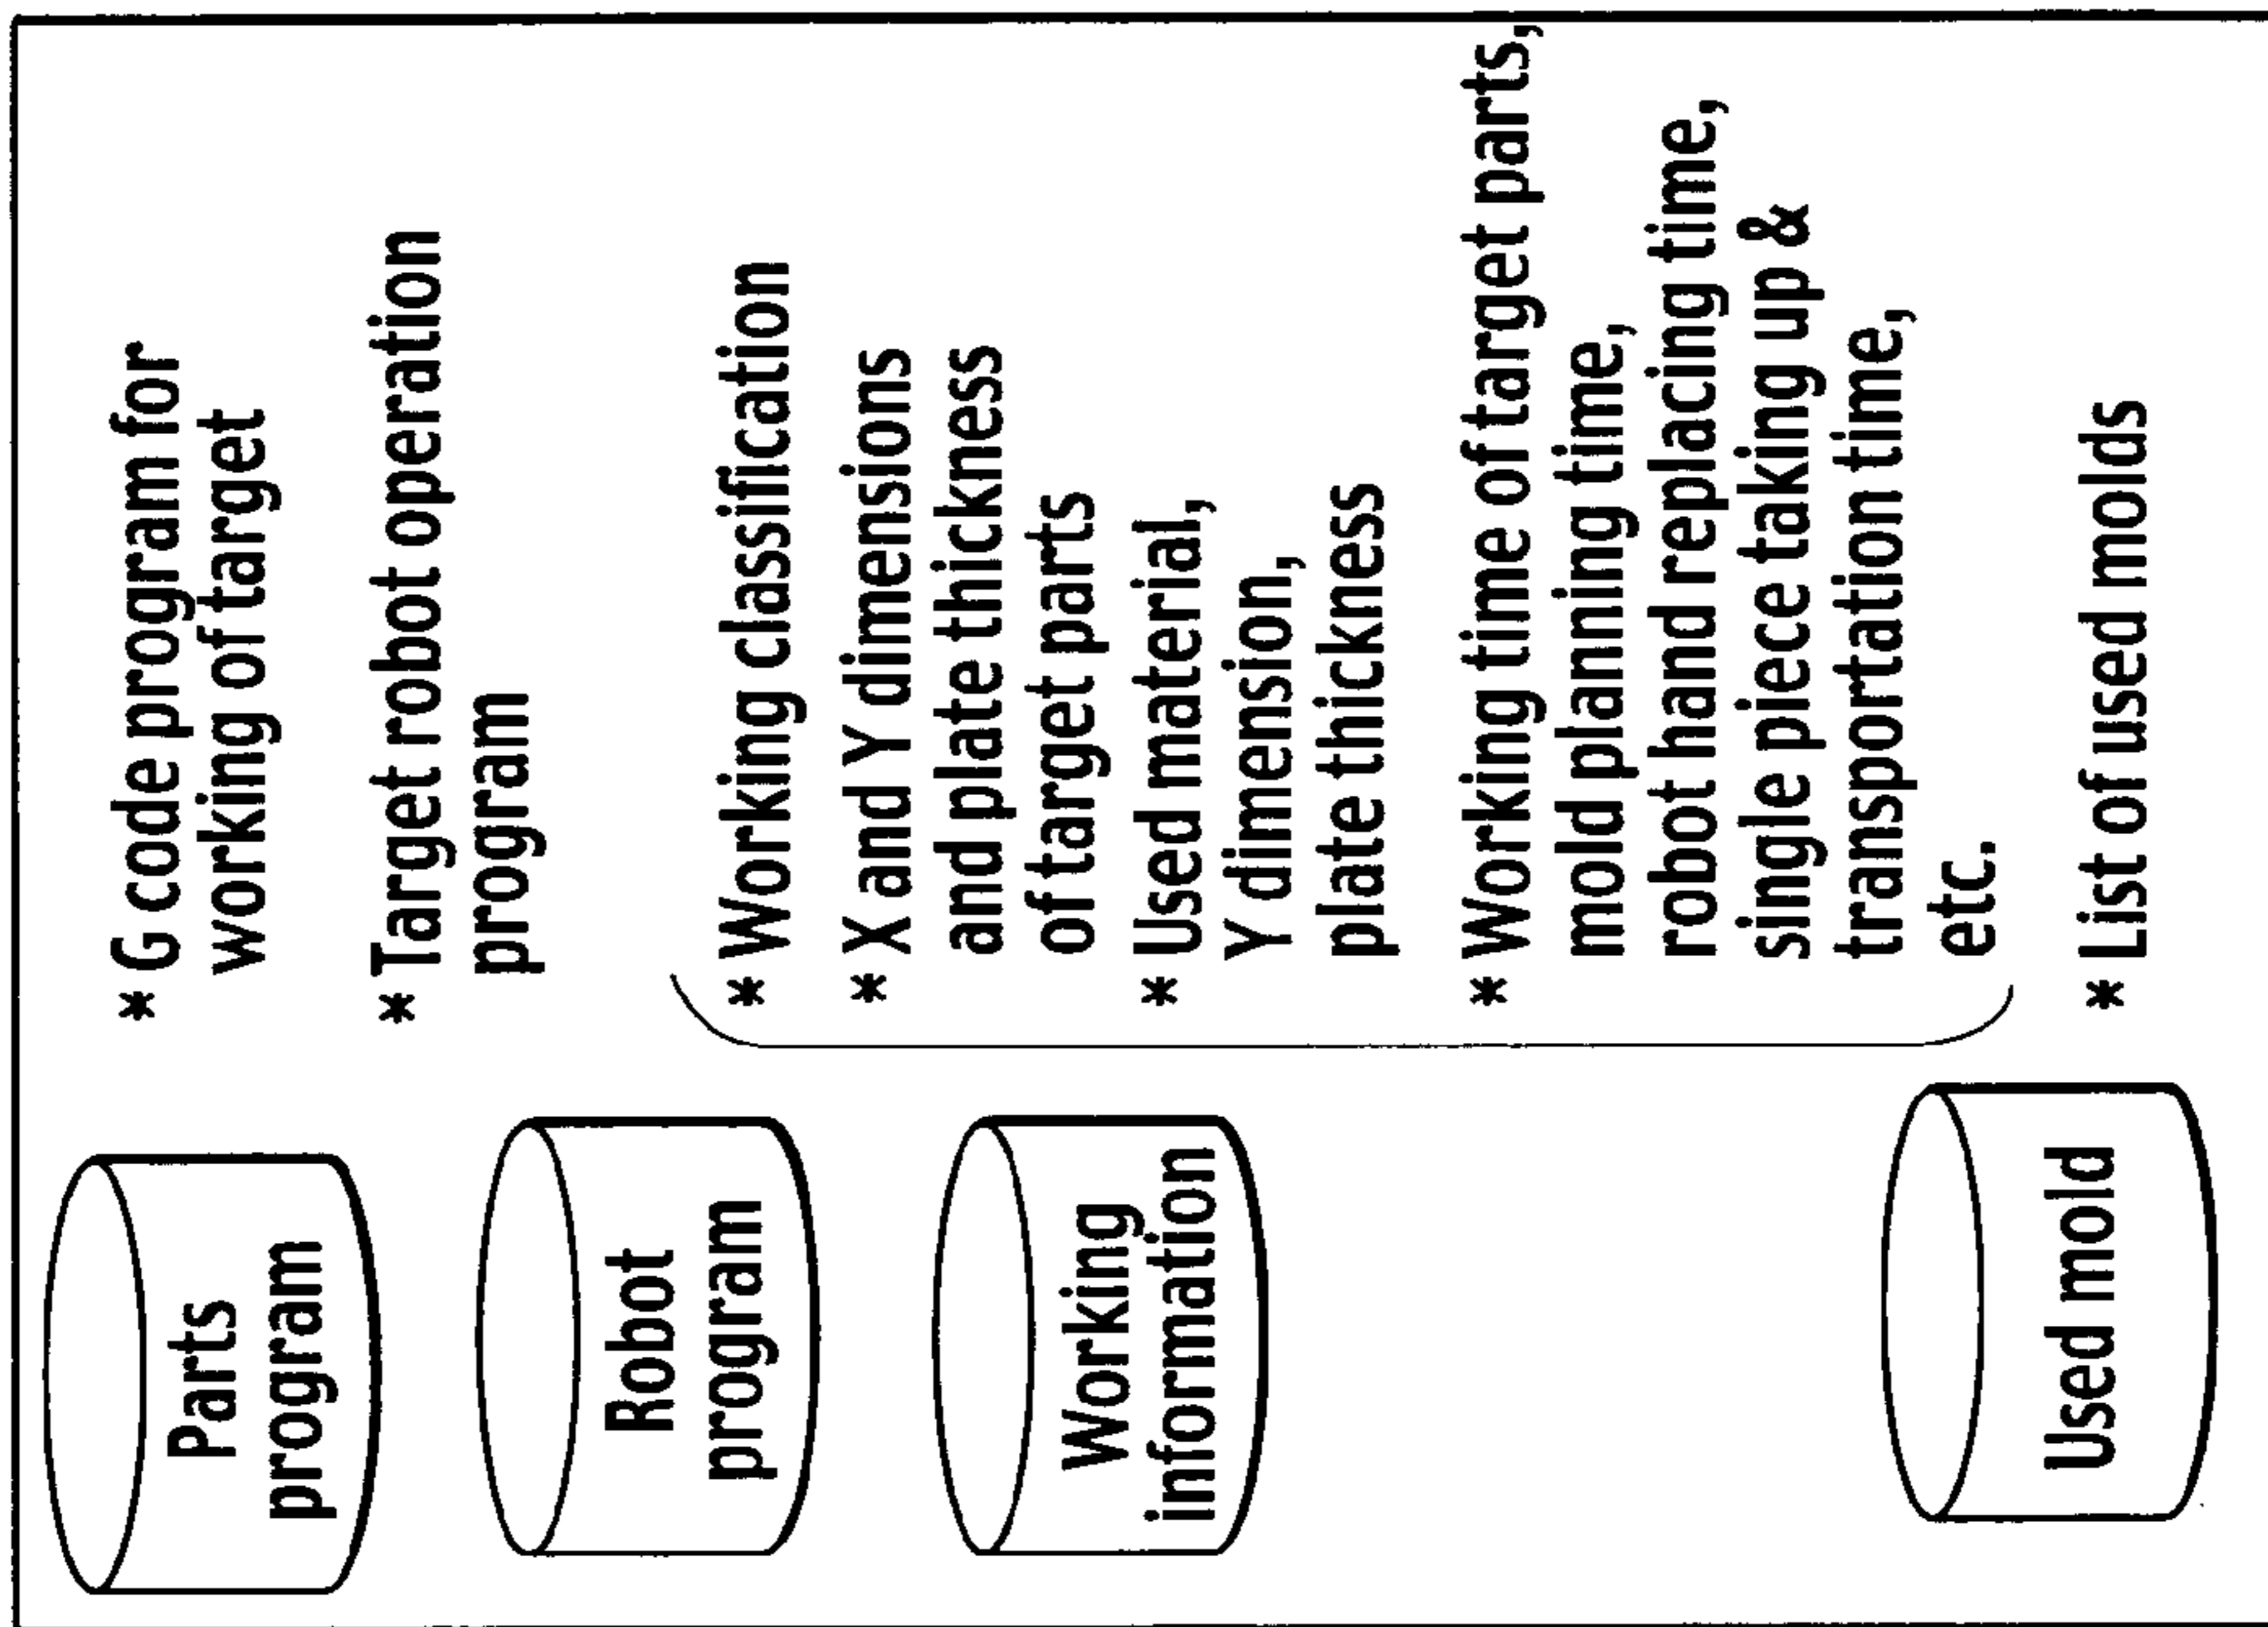 Parts
program
* G code program for
working of target
Robot
program
* Target robot operation
program
Working
information
* Working classification
* X and Y dimensions
and plate thickness
of target parts
* Used material,
Y dimension,
plate thickness
* Working time of target parts,
mold planning time,
robot hand replacing time,
single piece taking up &
transportation time,
etc.
Used mold
* List of used molds